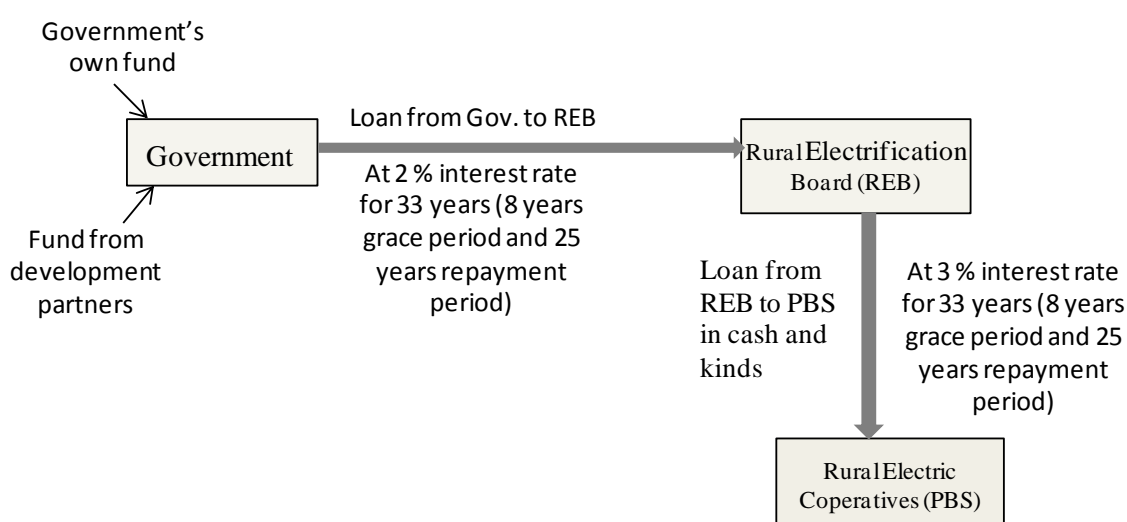 Government's
own fund
Loan from Gov. to REB
Government
Rural Electrification
Board (REB)
At 2 % interest rate
for 33 years (8 years
grace period and 25
years repayment
period)
Fund from
development
partners
Loan from
REB to PBS
in cash and
kinds
At 3 % interest rate
for 33 years (8 years
grace period and 25
years repayment
period)
Rural Electric
Coperatives (PBS)